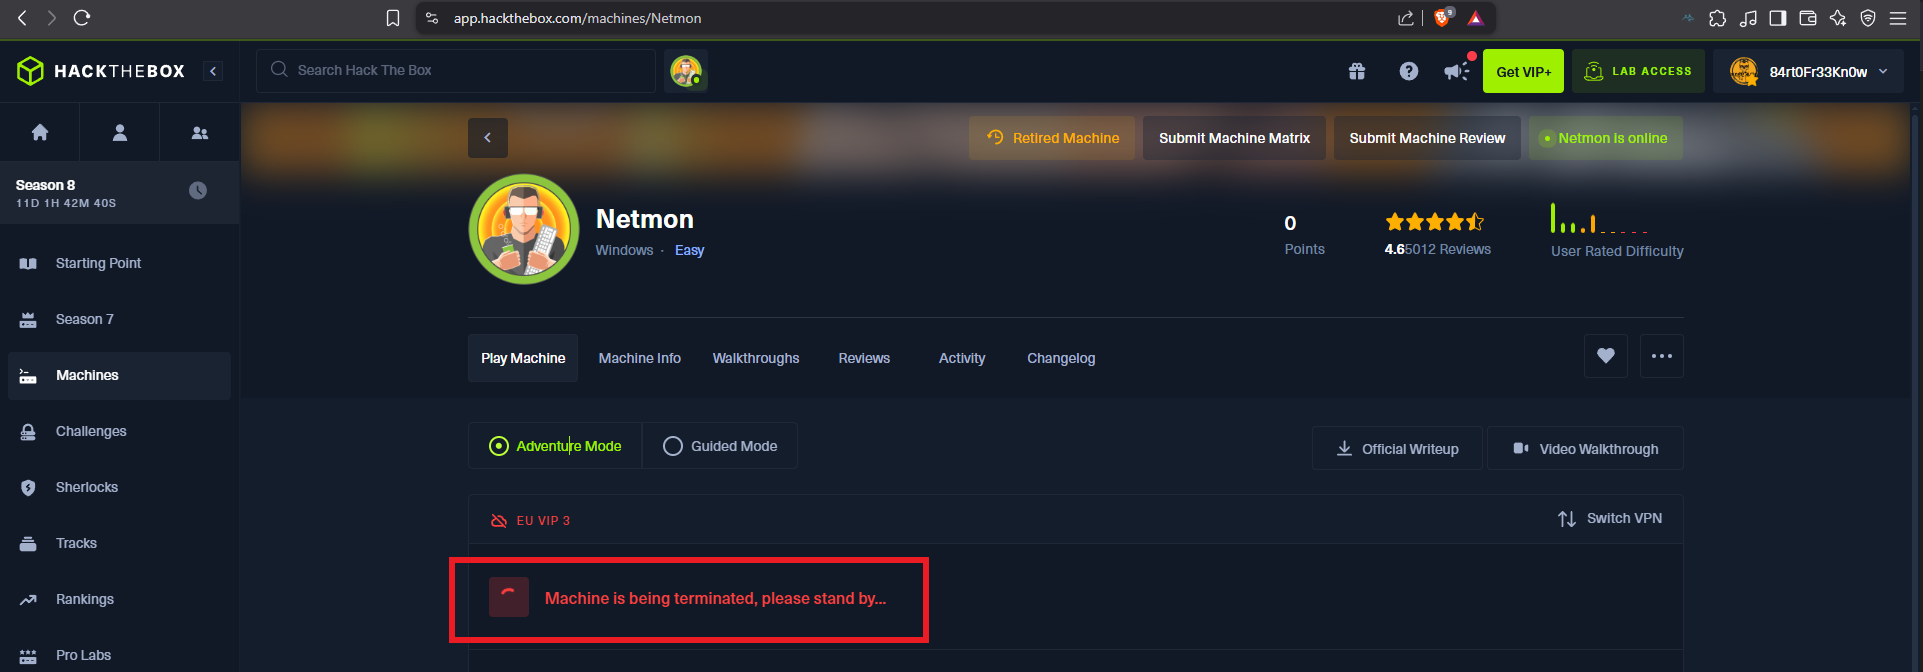 app.hackthebox.com/machines/Netmon
9
HACKTHEBOX
Search Hack The Box
Get VIP+
LAB ACCESS
84rt0Fr33Kn0w
Season 8
11D 1H 42M 40S
Starting Point
Season 7
Machines
Challenges
Sherlocks
Tracks
Rankings
Pro Labs
Retired Machine
Submit Machine Matrix
Submit Machine Review
Netmon is online
Netmon
Windows · Easy
0
Points
4.65012 Reviews
User Rated Difficulty
Play Machine
Machine Info
Walkthroughs
Reviews
Activity
Changelog
Adventure Mode
Guided Mode
Official Writeup
Video Walkthrough
EU VIP 3
Switch VPN
Machine is being terminated, please stand by...